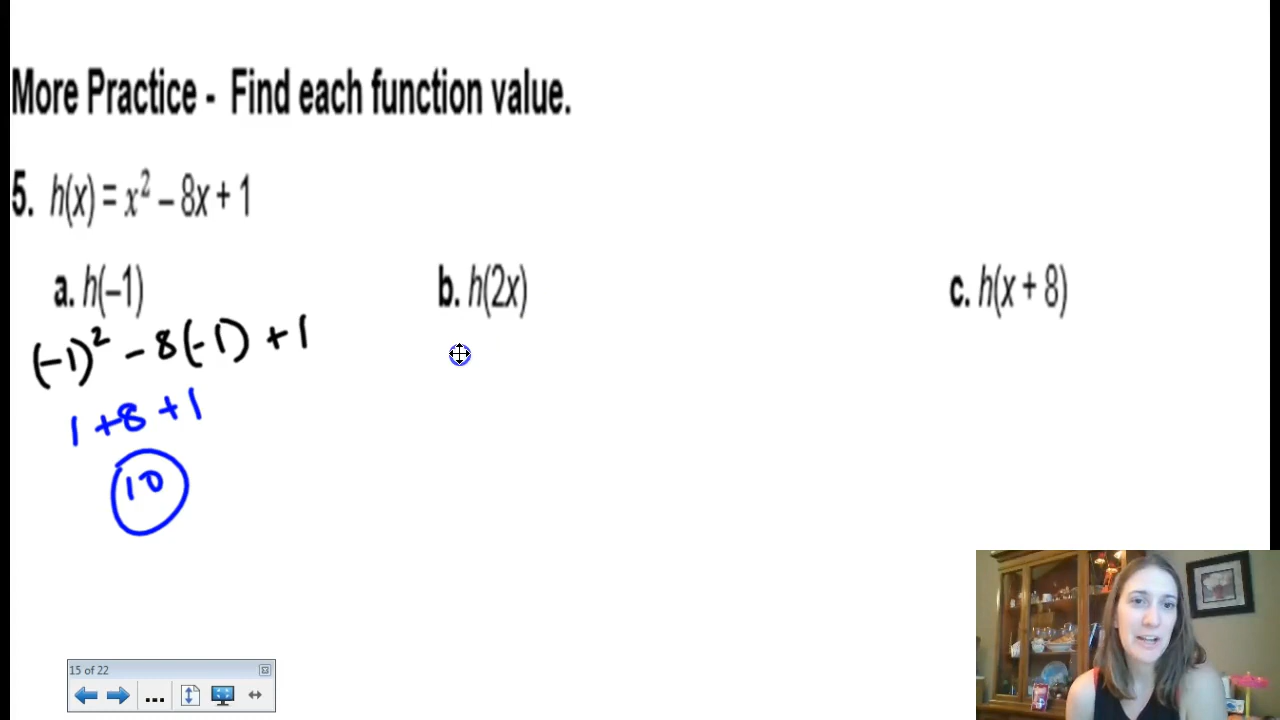 More Practice - Find each function value.
5. h(x) = x² – 8x + 1
a. h(–1)
b. h(2x)
c. h(x + 8)
(-1)² - 8(-1) + 1
1 + 8 + 1
10
15 of 22
...